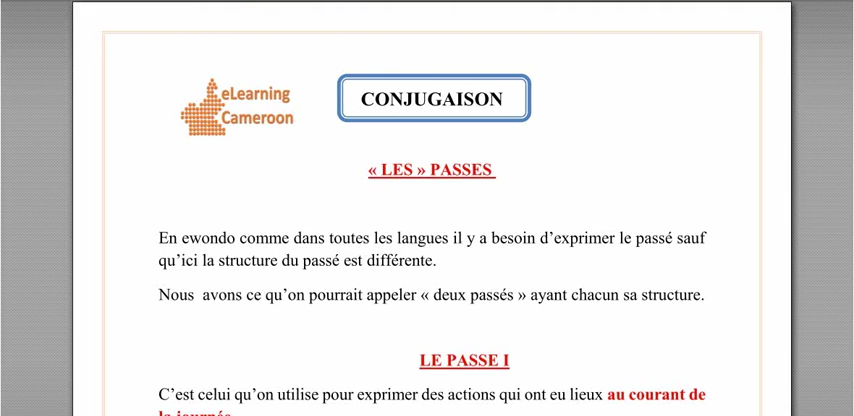 eLearning
Cameroon
CONJUGAISON
« LES » PASSES
En ewondo comme dans toutes les langues il y a besoin d’exprimer le passé sauf
qu’ici la structure du passé est différente.
Nous avons ce qu’on pourrait appeler « deux passés » ayant chacun sa structure.
LE PASSE I
C’est celui qu’on utilise pour exprimer des actions qui ont eu lieux au courant de
la journée